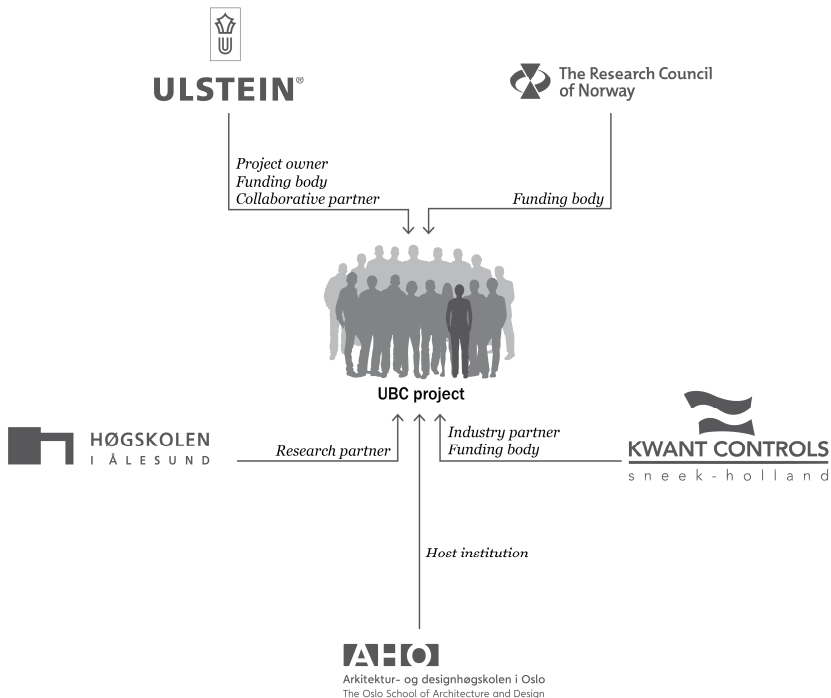 U
ULSTEIN®
The Research Council
of Norway
Project owner
Funding body
Collaborative partner
Funding body
UBC project
HØGSKOLEN
I ÅLESUND
Research partner
Industry partner
Funding body
KWANT CONTROLS
sneek-holland
Host institution
AHO
Arkitektur- og designhøgskolen i Oslo
The Oslo School of Architecture and Design